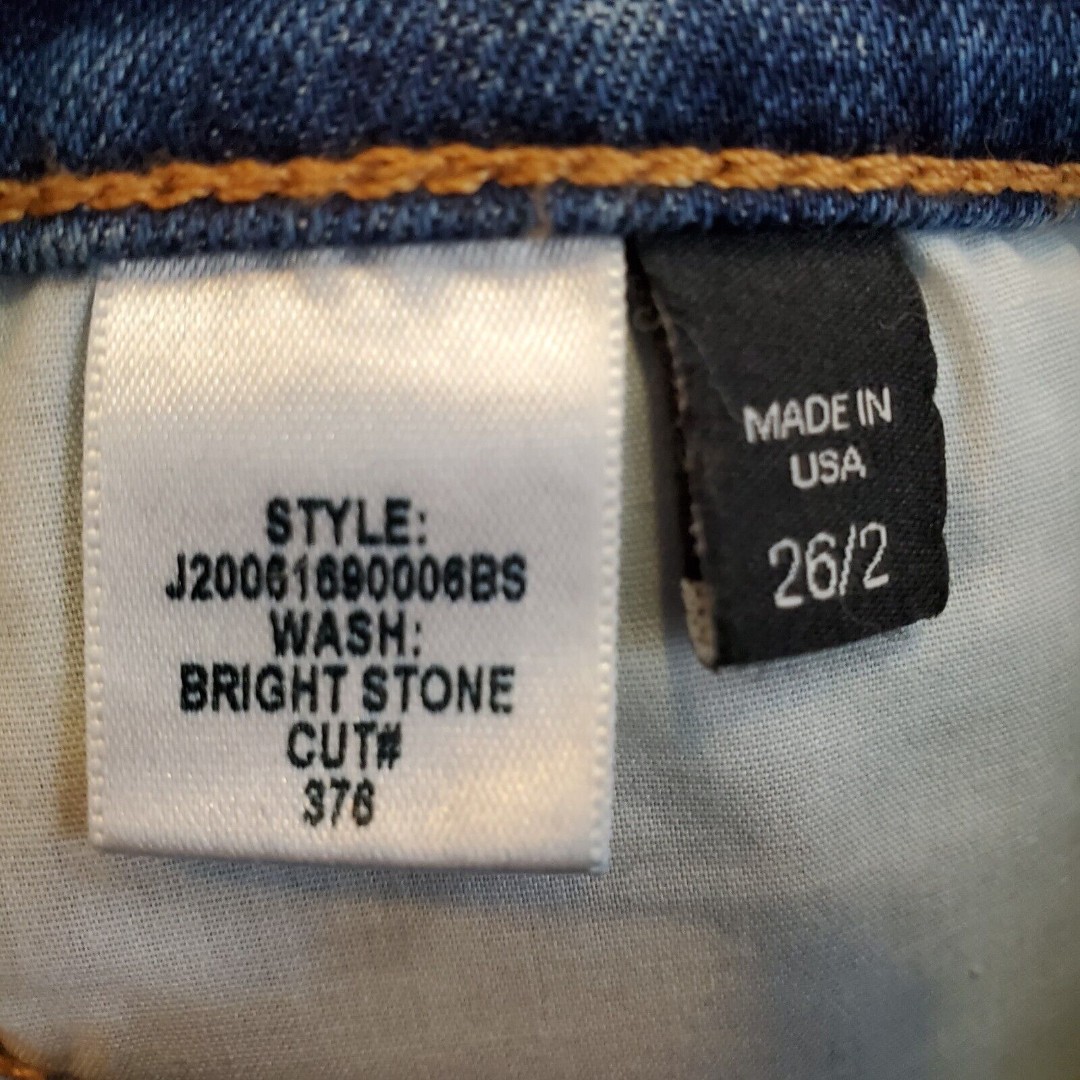 STYLE:
J20061690006BS
WASH:
BRIGHT STONE
CUT#
376
MADE IN
USA
26/2